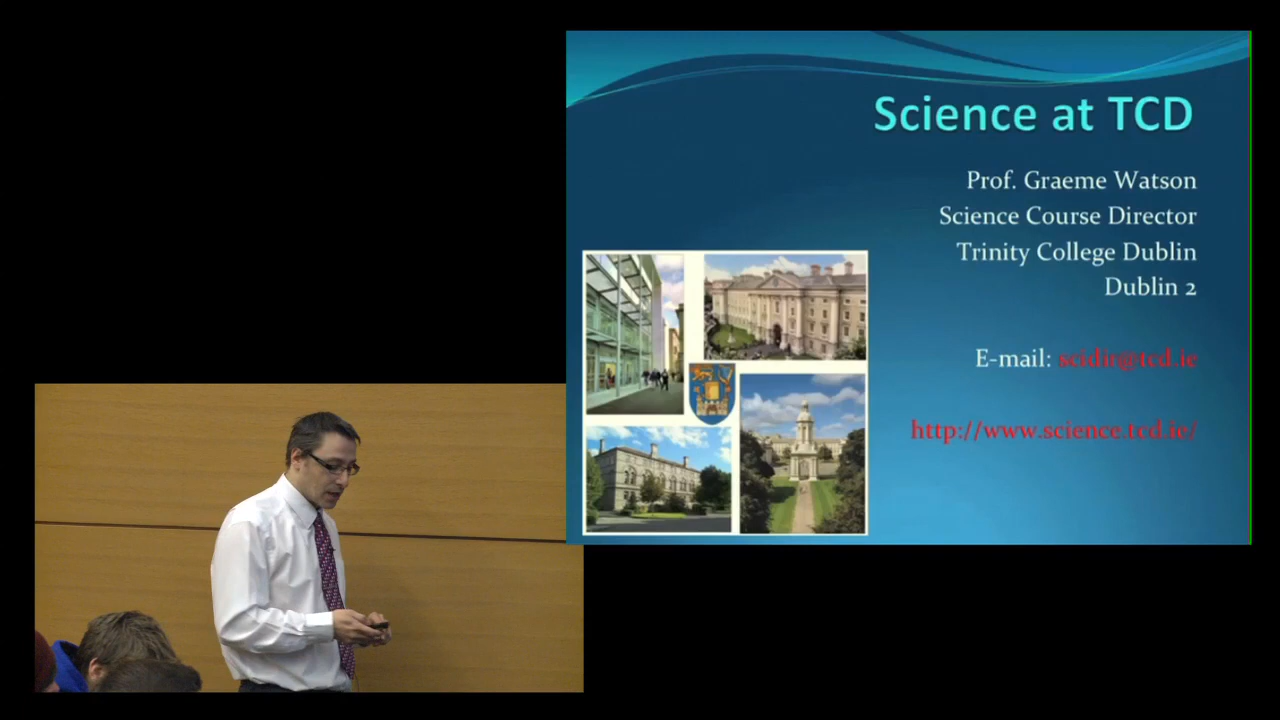 Science at TCD
Prof. Graeme Watson
Science Course Director
Trinity College Dublin
Dublin 2
E-mail: scidir@tcd.ie
http://www.science.tcd.ie/